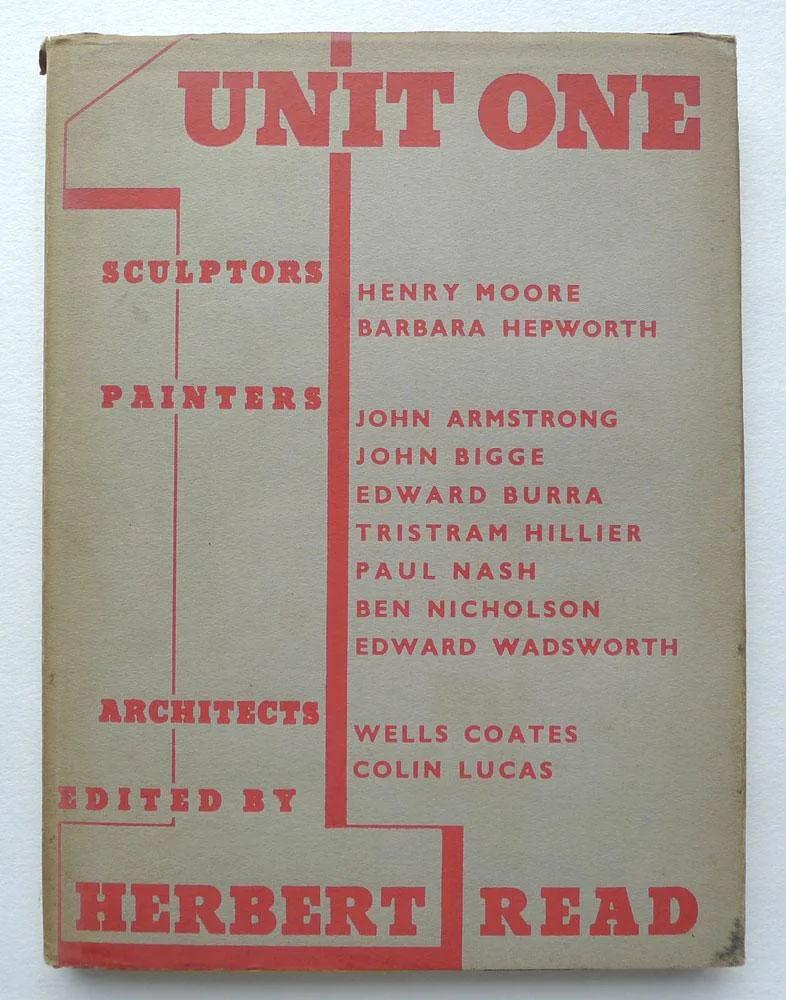 UNIT ONE
SCULPTORS
HENRY MOORE
BARBARA HEPWORTH
PAINTERS
JOHN ARMSTRONG
JOHN BIGGE
EDWARD BURRA
TRISTRAM HILLIER
PAUL NASH
BEN NICHOLSON
EDWARD WADSWORTH
ARCHITECTS
WELLS COATES
COLIN LUCAS
EDITED BY
HERBERT READ